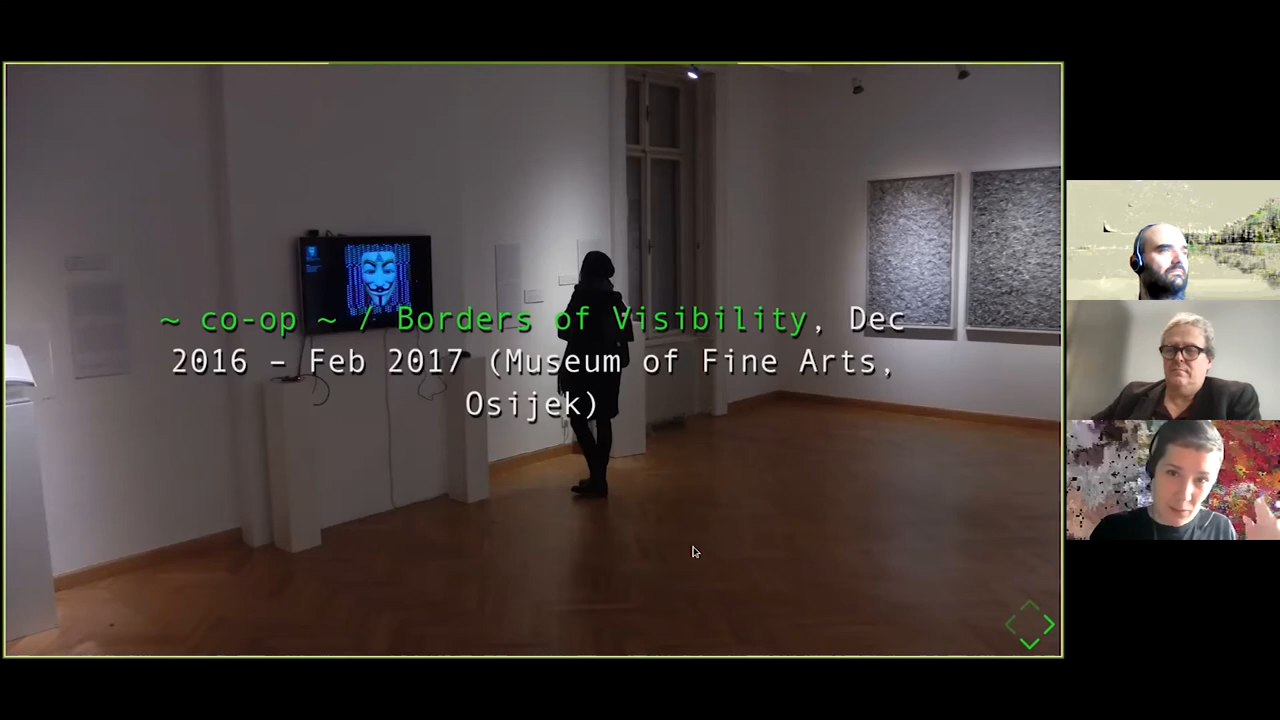 ~ co-op ~ / Borders of Visibility, Dec
2016 – Feb 2017 (Museum of Fine Arts,
Osijek)